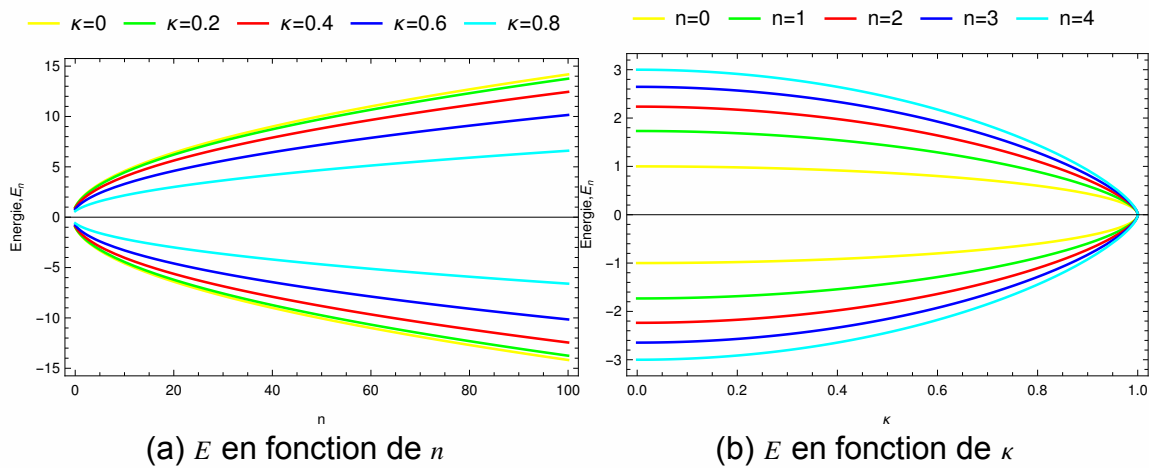 κ=0 κ=0.2 κ=0.4 κ=0.6 κ=0.8
15
10
5
0
−5
−10
−15
Energie,E_n
0 20 40 60 80 100
n
(a) E en fonction de n
n=0 n=1 n=2 n=3 n=4
3
2
1
0
−1
−2
−3
Energie,E_n
0.0 0.2 0.4 0.6 0.8 1.0
κ
(b) E en fonction de κ